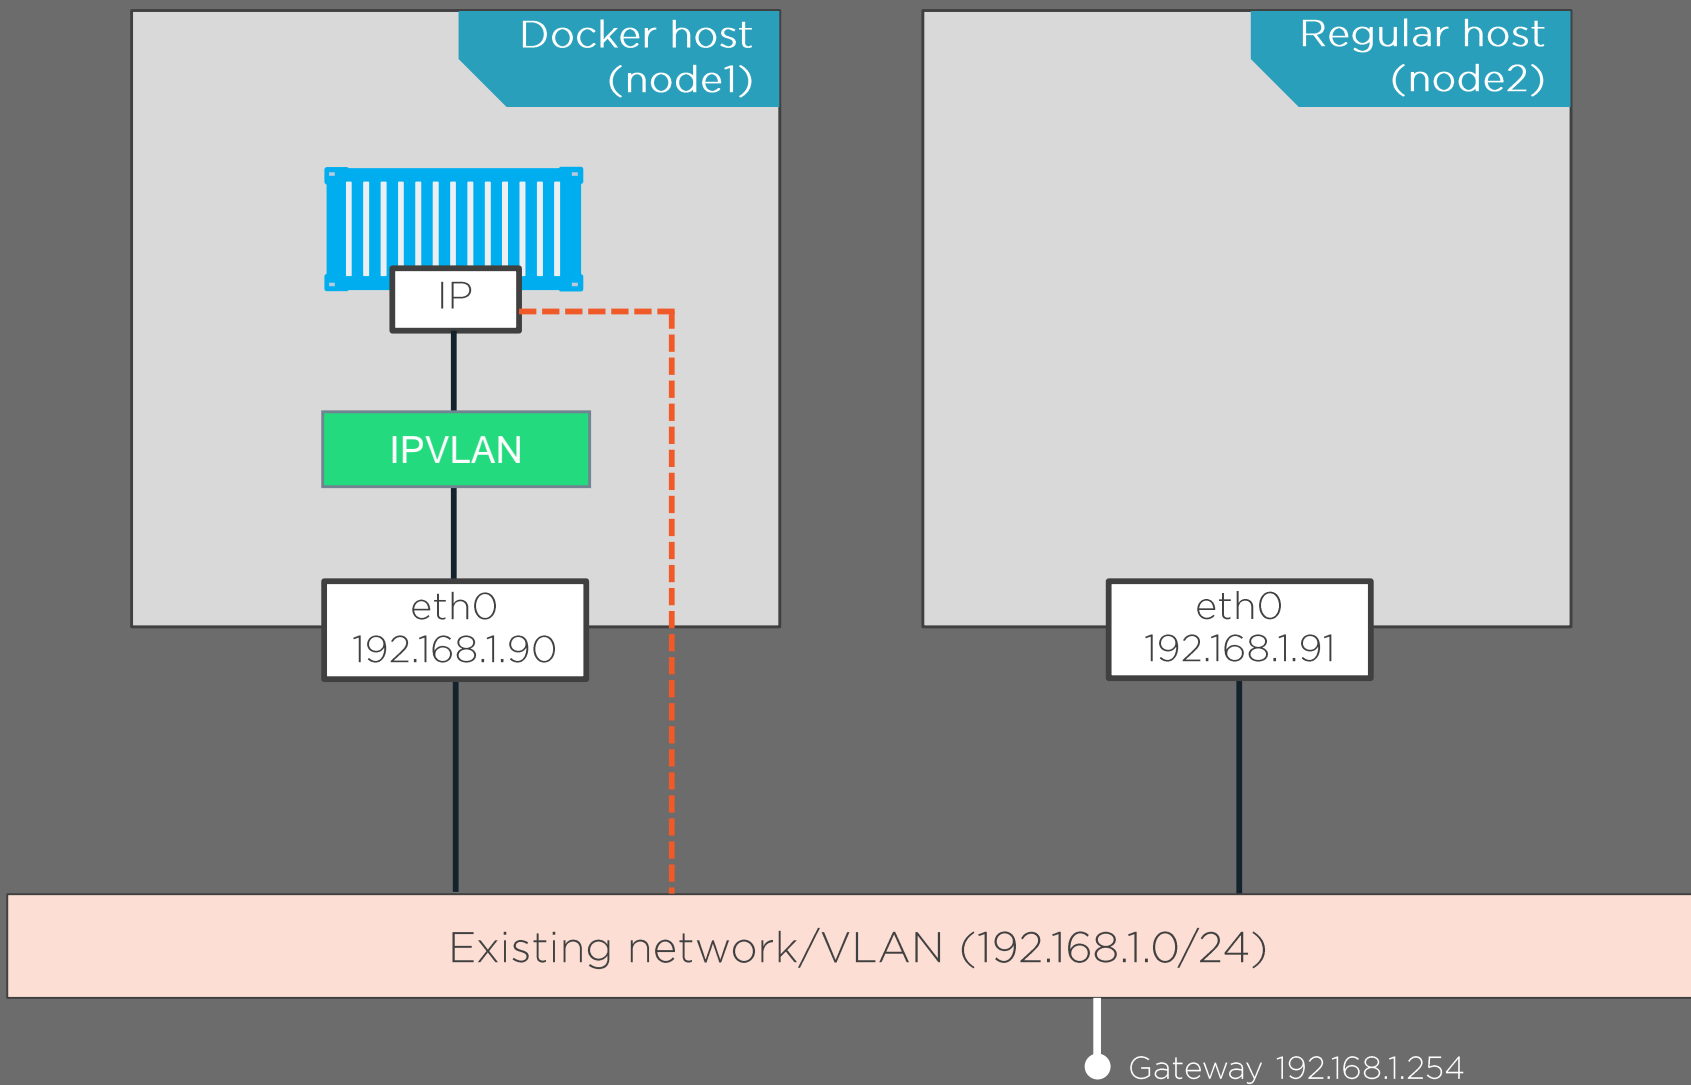 Docker host
(node1)
Regular host
(node2)
IP
IPVLAN
eth0
192.168.1.90
eth0
192.168.1.91
Existing network/VLAN (192.168.1.0/24)
Gateway 192.168.1.254